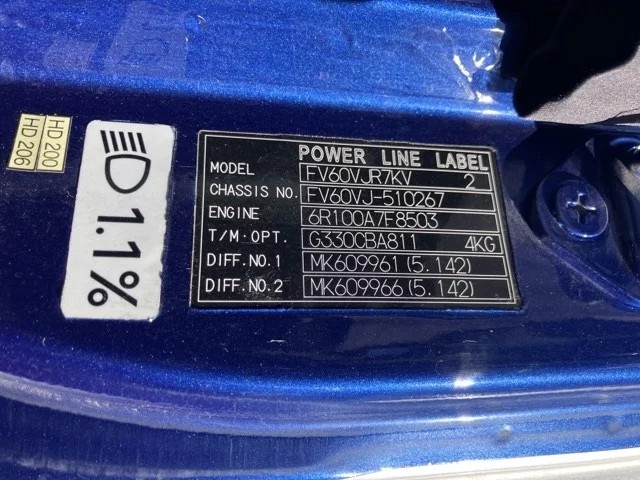 HD 200
HD 206
1.1%
POWER LINE LABEL
MODEL FV60VJR7KV 2
CHASSIS NO. FV60VJ-510267
ENGINE 6R100A7F8503
T/M·OPT. G330CBA811 4KG
DIFF.NO.1 MK609961(5.142)
DIFF.NO.2 MK609966(5.142)